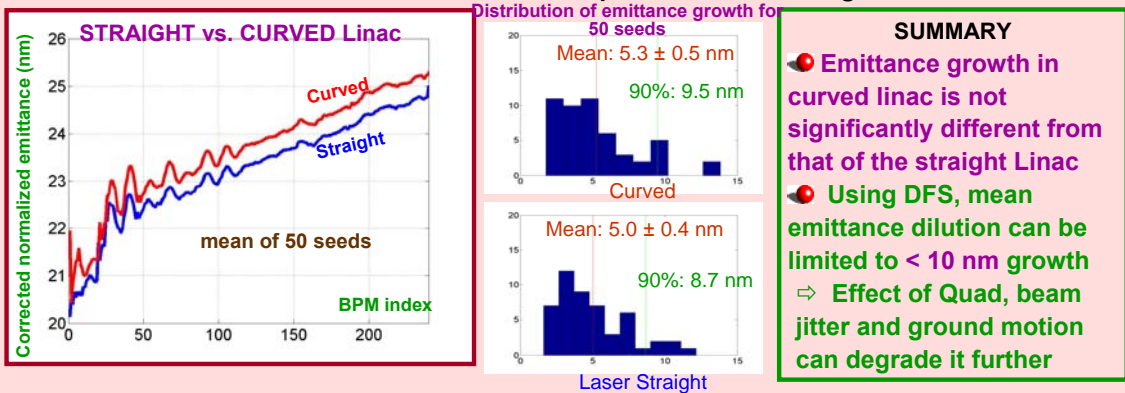 STRAIGHT vs. CURVED Linac
Corrected normalized emittance (nm)
26
25
24
23
22
21
20
0
50
100
150
200
Curved
Straight
mean of 50 seeds
BPM index
Distribution of emittance growth for
50 seeds
20
15
10
5
0
Mean: 5.3 ± 0.5 nm
90%: 9.5 nm
0
5
10
15
Curved
20
15
10
5
0
Mean: 5.0 ± 0.4 nm
90%: 8.7 nm
0
5
10
15
Laser Straight
SUMMARY
Emittance growth in
curved linac is not
significantly different from
that of the straight Linac
Using DFS, mean
emittance dilution can be
limited to < 10 nm growth
⇨ Effect of Quad, beam
jitter and ground motion
can degrade it further